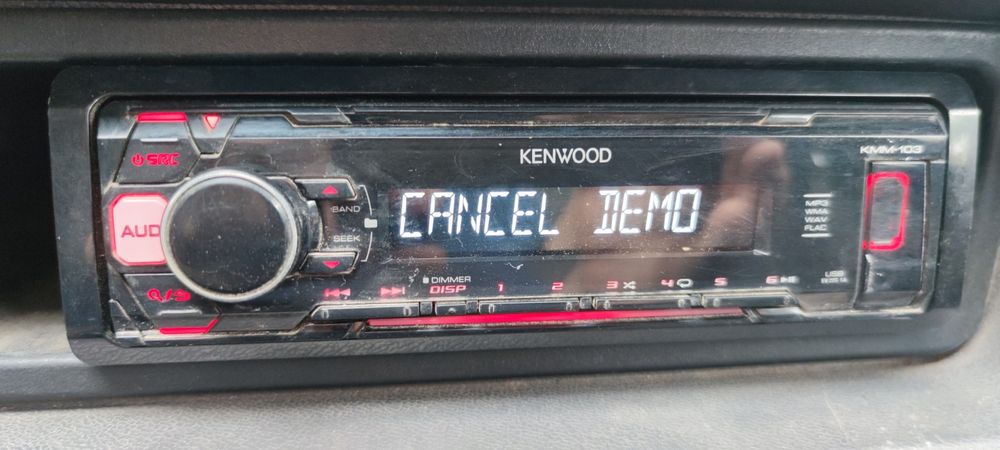 KENWOOD
KMM-103
SRC
BAND
CANCEL DEMO
MP3
WMA
WAV
FLAC
AUD
SEEK
DIMMER
DISP 1 2 3 4 5 6
USB